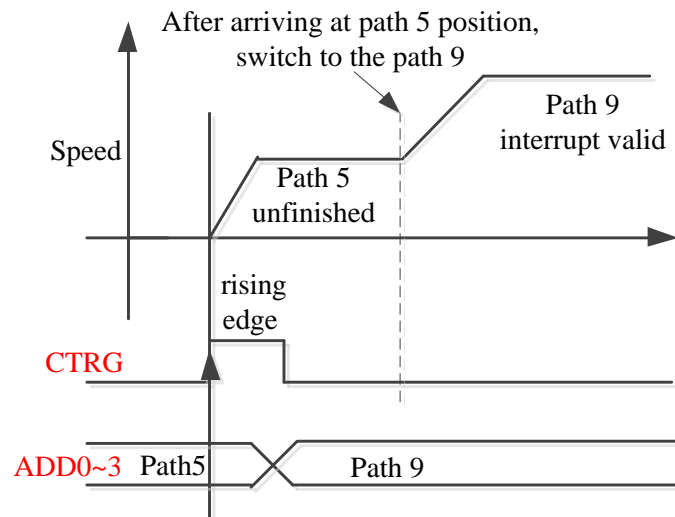 After arriving at path 5 position,
switch to the path 9
Speed
Path 9
interrupt valid
Path 5
unfinished
rising
edge
CTRG
ADD0~3
Path5
Path 9